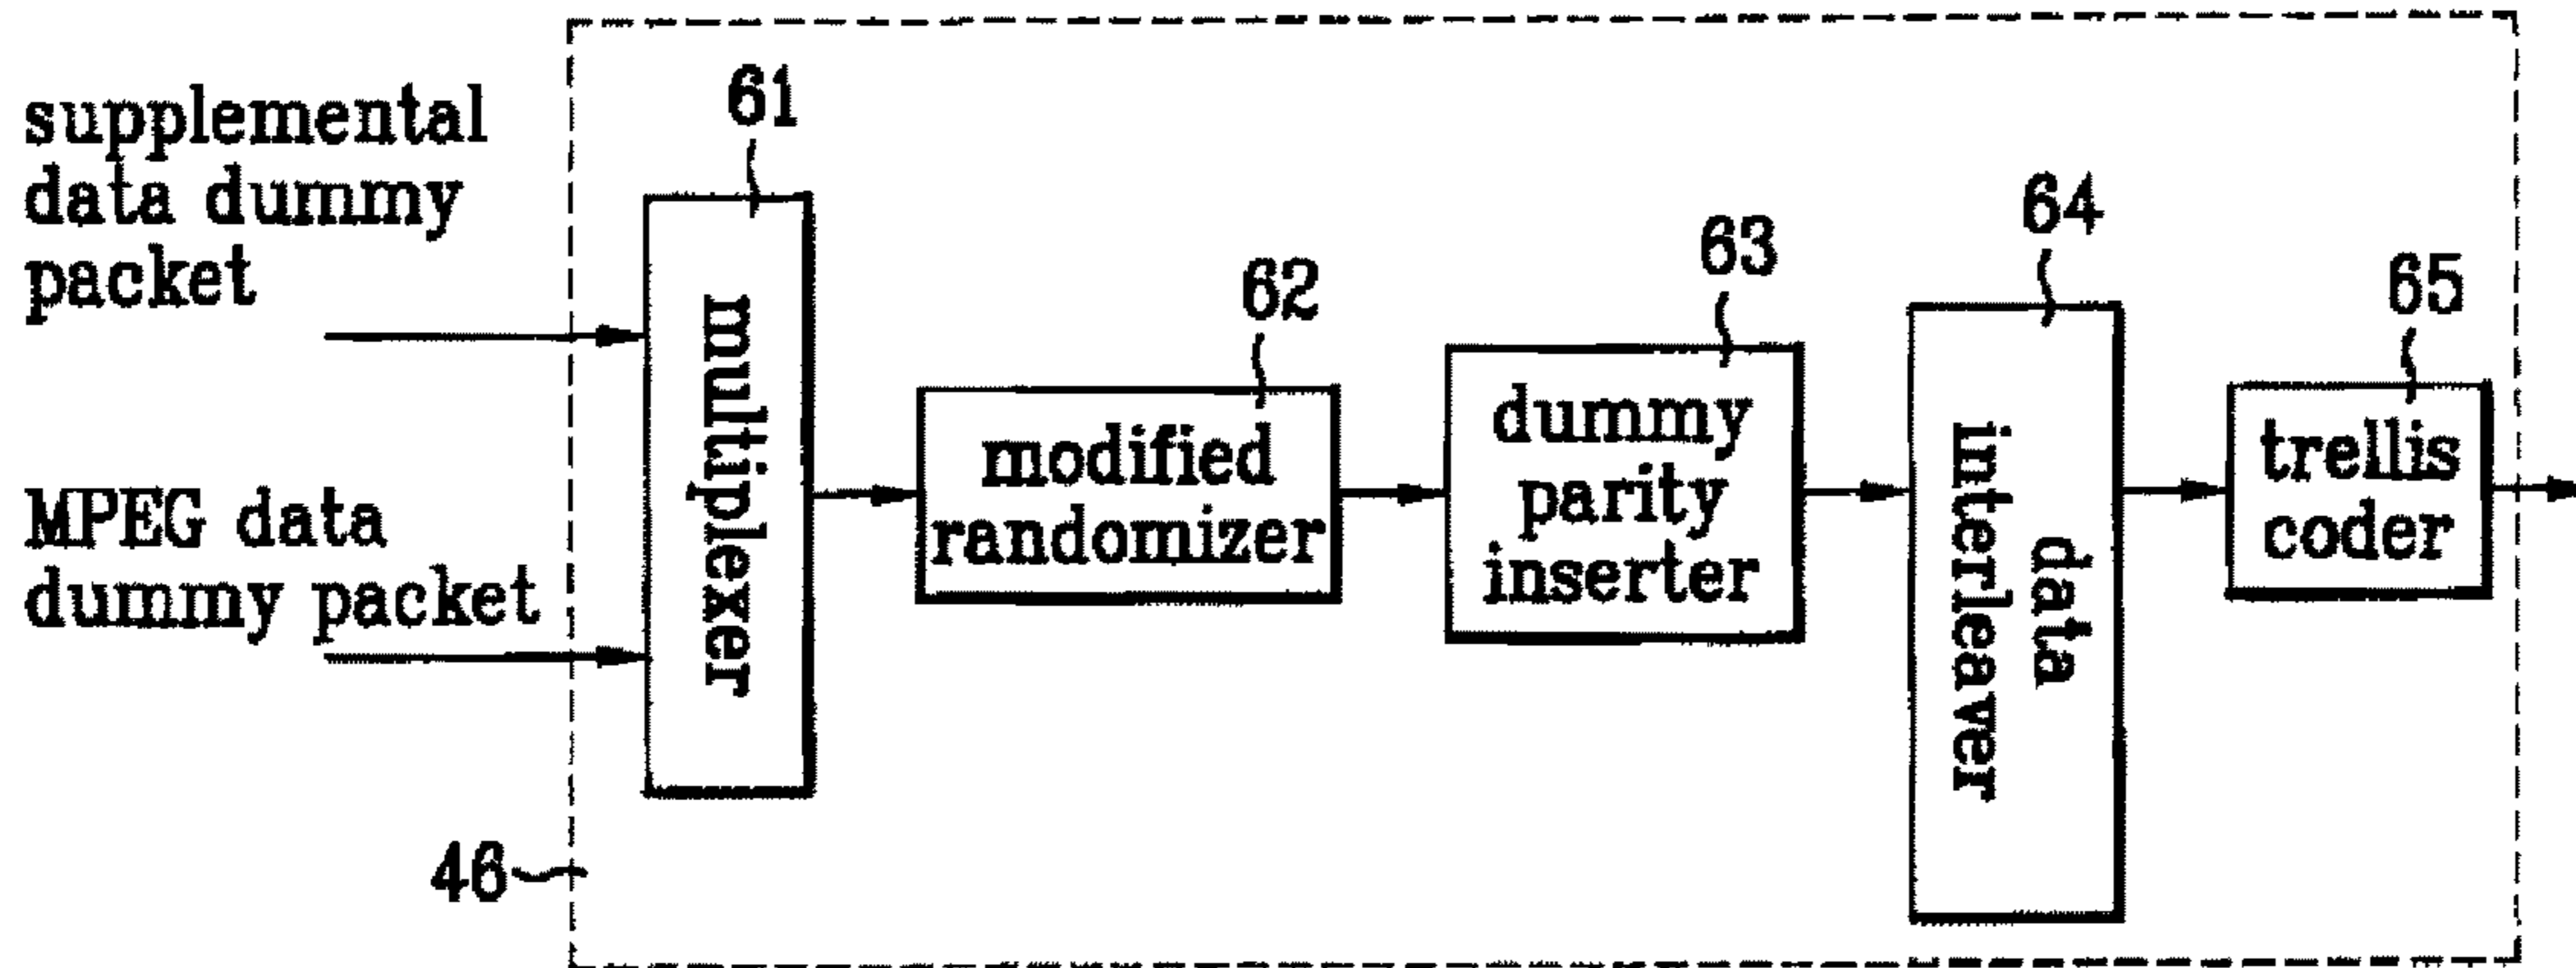 supplemental
data dummy
packet
MPEG data
dummy packet
46
61
multiplexer
62
modified
randomizer
63
dummy
parity
inserter
64
data
interleaver
65
trellis
coder